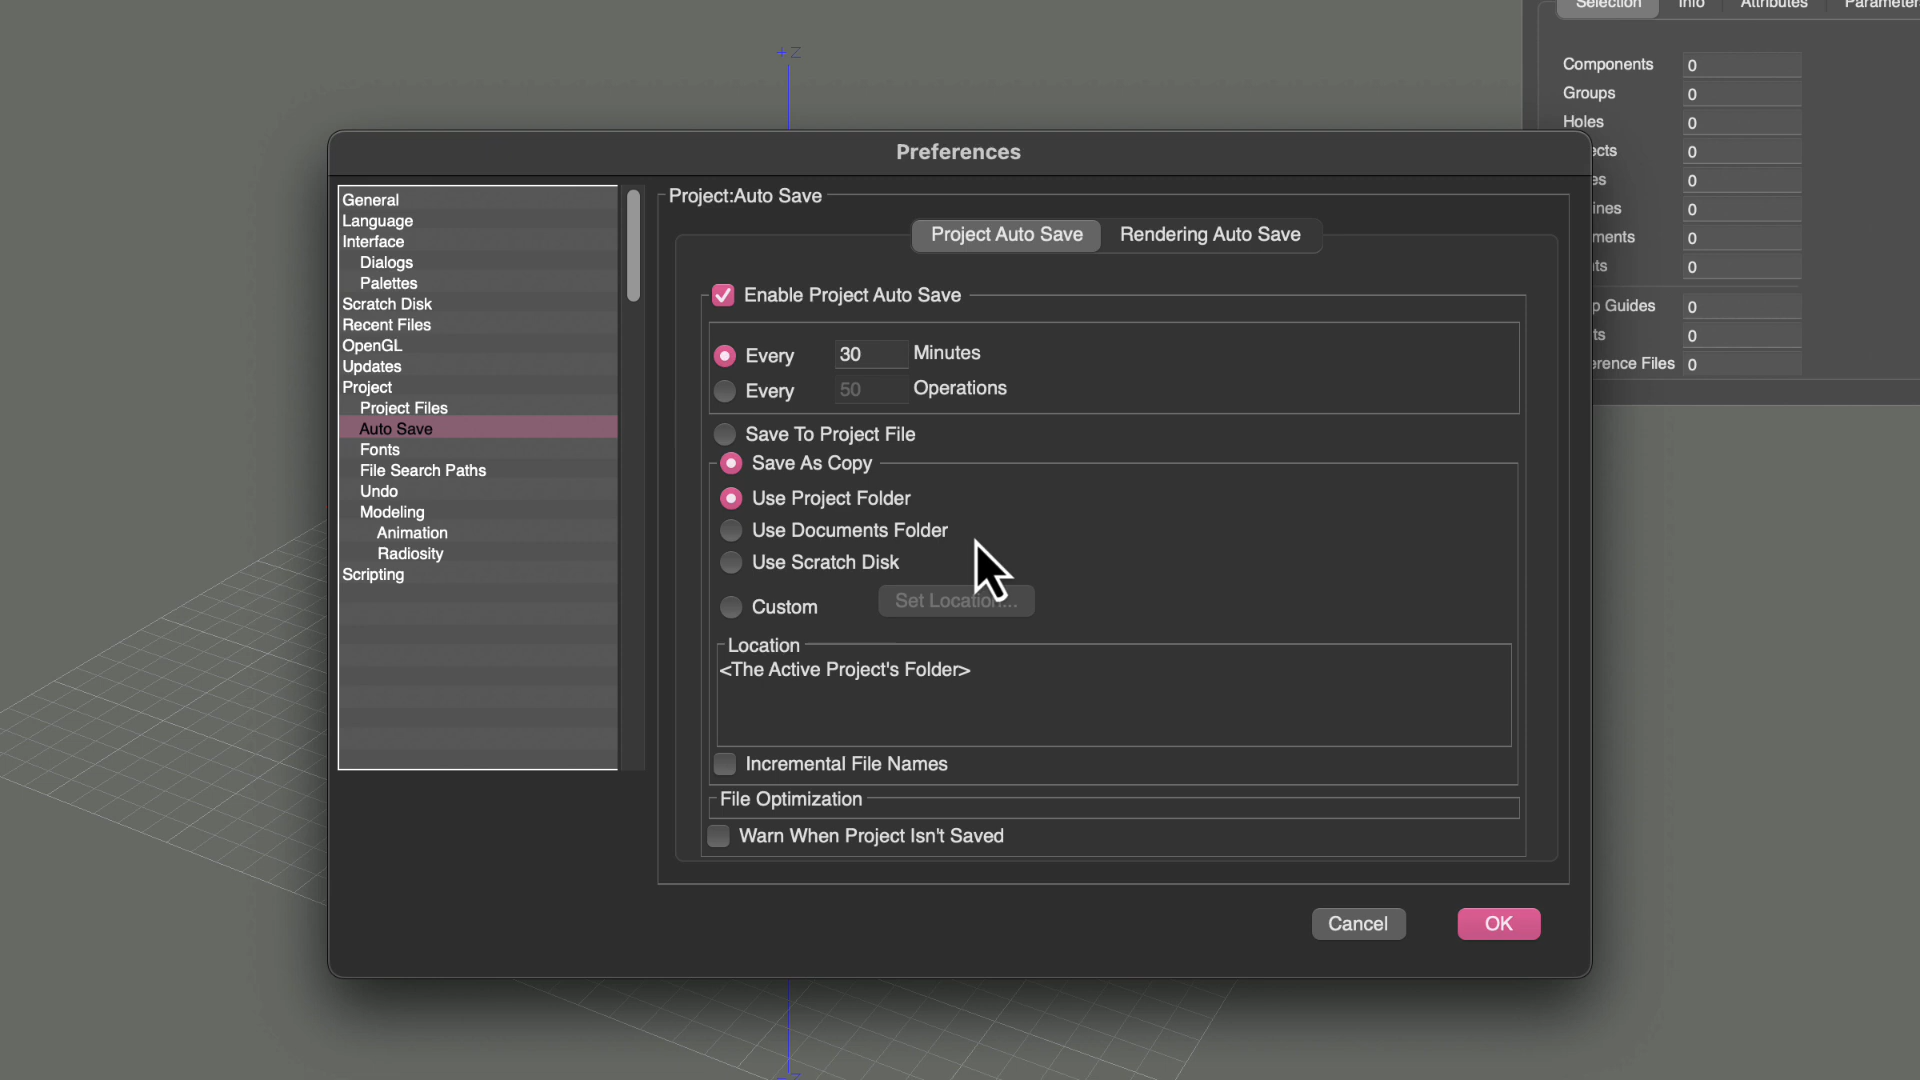 Selection Info Attributes Parameters
+Z
Components 0
Groups 0
Holes 0
0
0
0
0
0
Guides 0
0
Files 0
Preferences
General
Language
Interface
Dialogs
Palettes
Scratch Disk
Recent Files
OpenGL
Updates
Project
Project Files
Auto Save
Fonts
File Search Paths
Undo
Modeling
Animation
Radiosity
Scripting
Project:Auto Save
Project Auto Save Rendering Auto Save
Enable Project Auto Save
Every 30 Minutes
Every 50 Operations
Save To Project File
Save As Copy
Use Project Folder
Use Documents Folder
Use Scratch Disk
Custom Set Location...
Location
<The Active Project's Folder>
Incremental File Names
File Optimization
Warn When Project Isn't Saved
Cancel OK